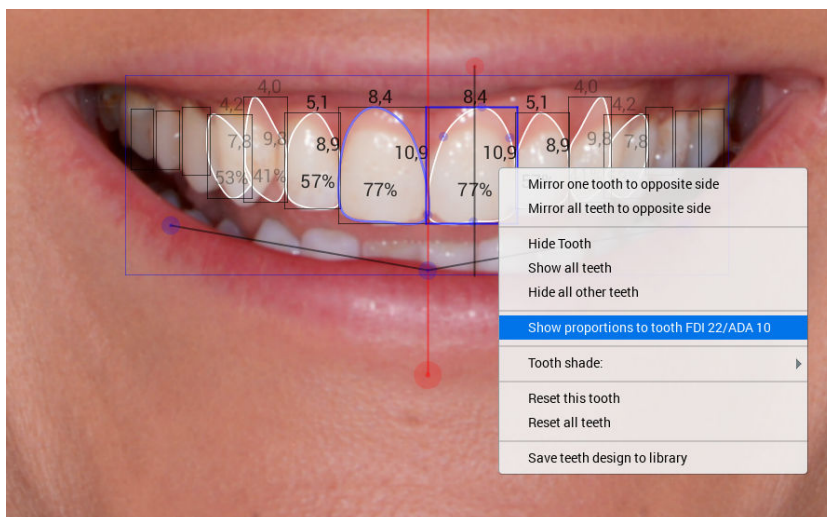 4,0
4,0
4,2
5,1
8,4
8,4
5,1
4,2
7,8
9,8
8,9
10,9
10,9
8,9
9,8
7,8
53%
41%
57%
77%
77%
Mirror one tooth to opposite side
Mirror all teeth to opposite side
Hide Tooth
Show all teeth
Hide all other teeth
Show proportions to tooth FDI 22/ADA 10
Tooth shade:
Reset this tooth
Reset all teeth
Save teeth design to library